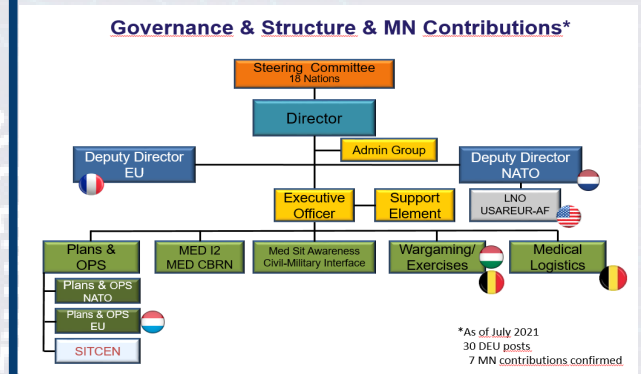 Governance & Structure & MN Contributions*
Steering Committee
18 Nations
Director
Admin Group
Deputy Director
EU
Deputy Director
NATO
Executive
Officer
Support
Element
LNO
USAREUR-AF
Plans &
OPS
MED I2
MED CBRN
Med Sit Awareness
Civil-Military Interface
Wargaming/
Exercises
Medical
Logistics
Plans & OPS
NATO
Plans & OPS
EU
SITCEN
*As of July 2021
30 DEU posts
7 MN contributions confirmed